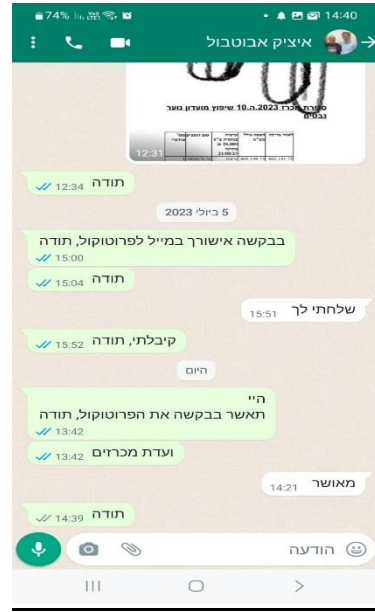 74% 14:40
איציק אבוטבול
סגירת מכרז 2023.ה.10 שיפוץ מועדון נוער
נבטים
12:31
תודה 12:34
5 ביולי 2023
בבקשה אישורך במייל לפרוטוקול, תודה
15:00
תודה 15:04
שלחתי לך 15:51
קיבלתי, תודה 15:52
היום
היי
תאשר בבקשה את הפרוטוקול, תודה
13:42
ועדת מכרזים 13:42
מאושר 14:21
תודה 14:39
הודעה